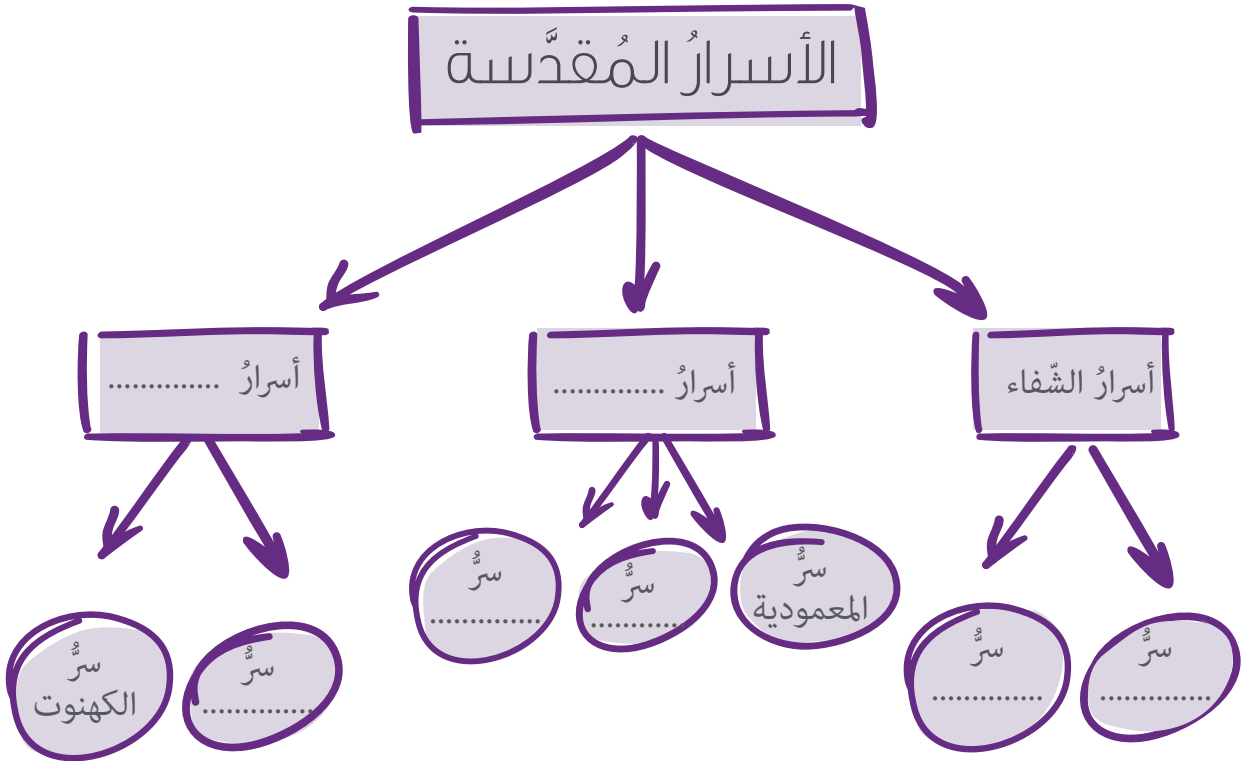 الأسرارُ المُقدَّسة
أسرارُ الشّفاء
أسرارُ ..............
أسرارُ ..............
سرُّ
المعمودية
سرُّ
............
سرُّ
..............
سرُّ
..............
سرُّ
..............
سرُّ
..............
سرُّ
الكهنوت